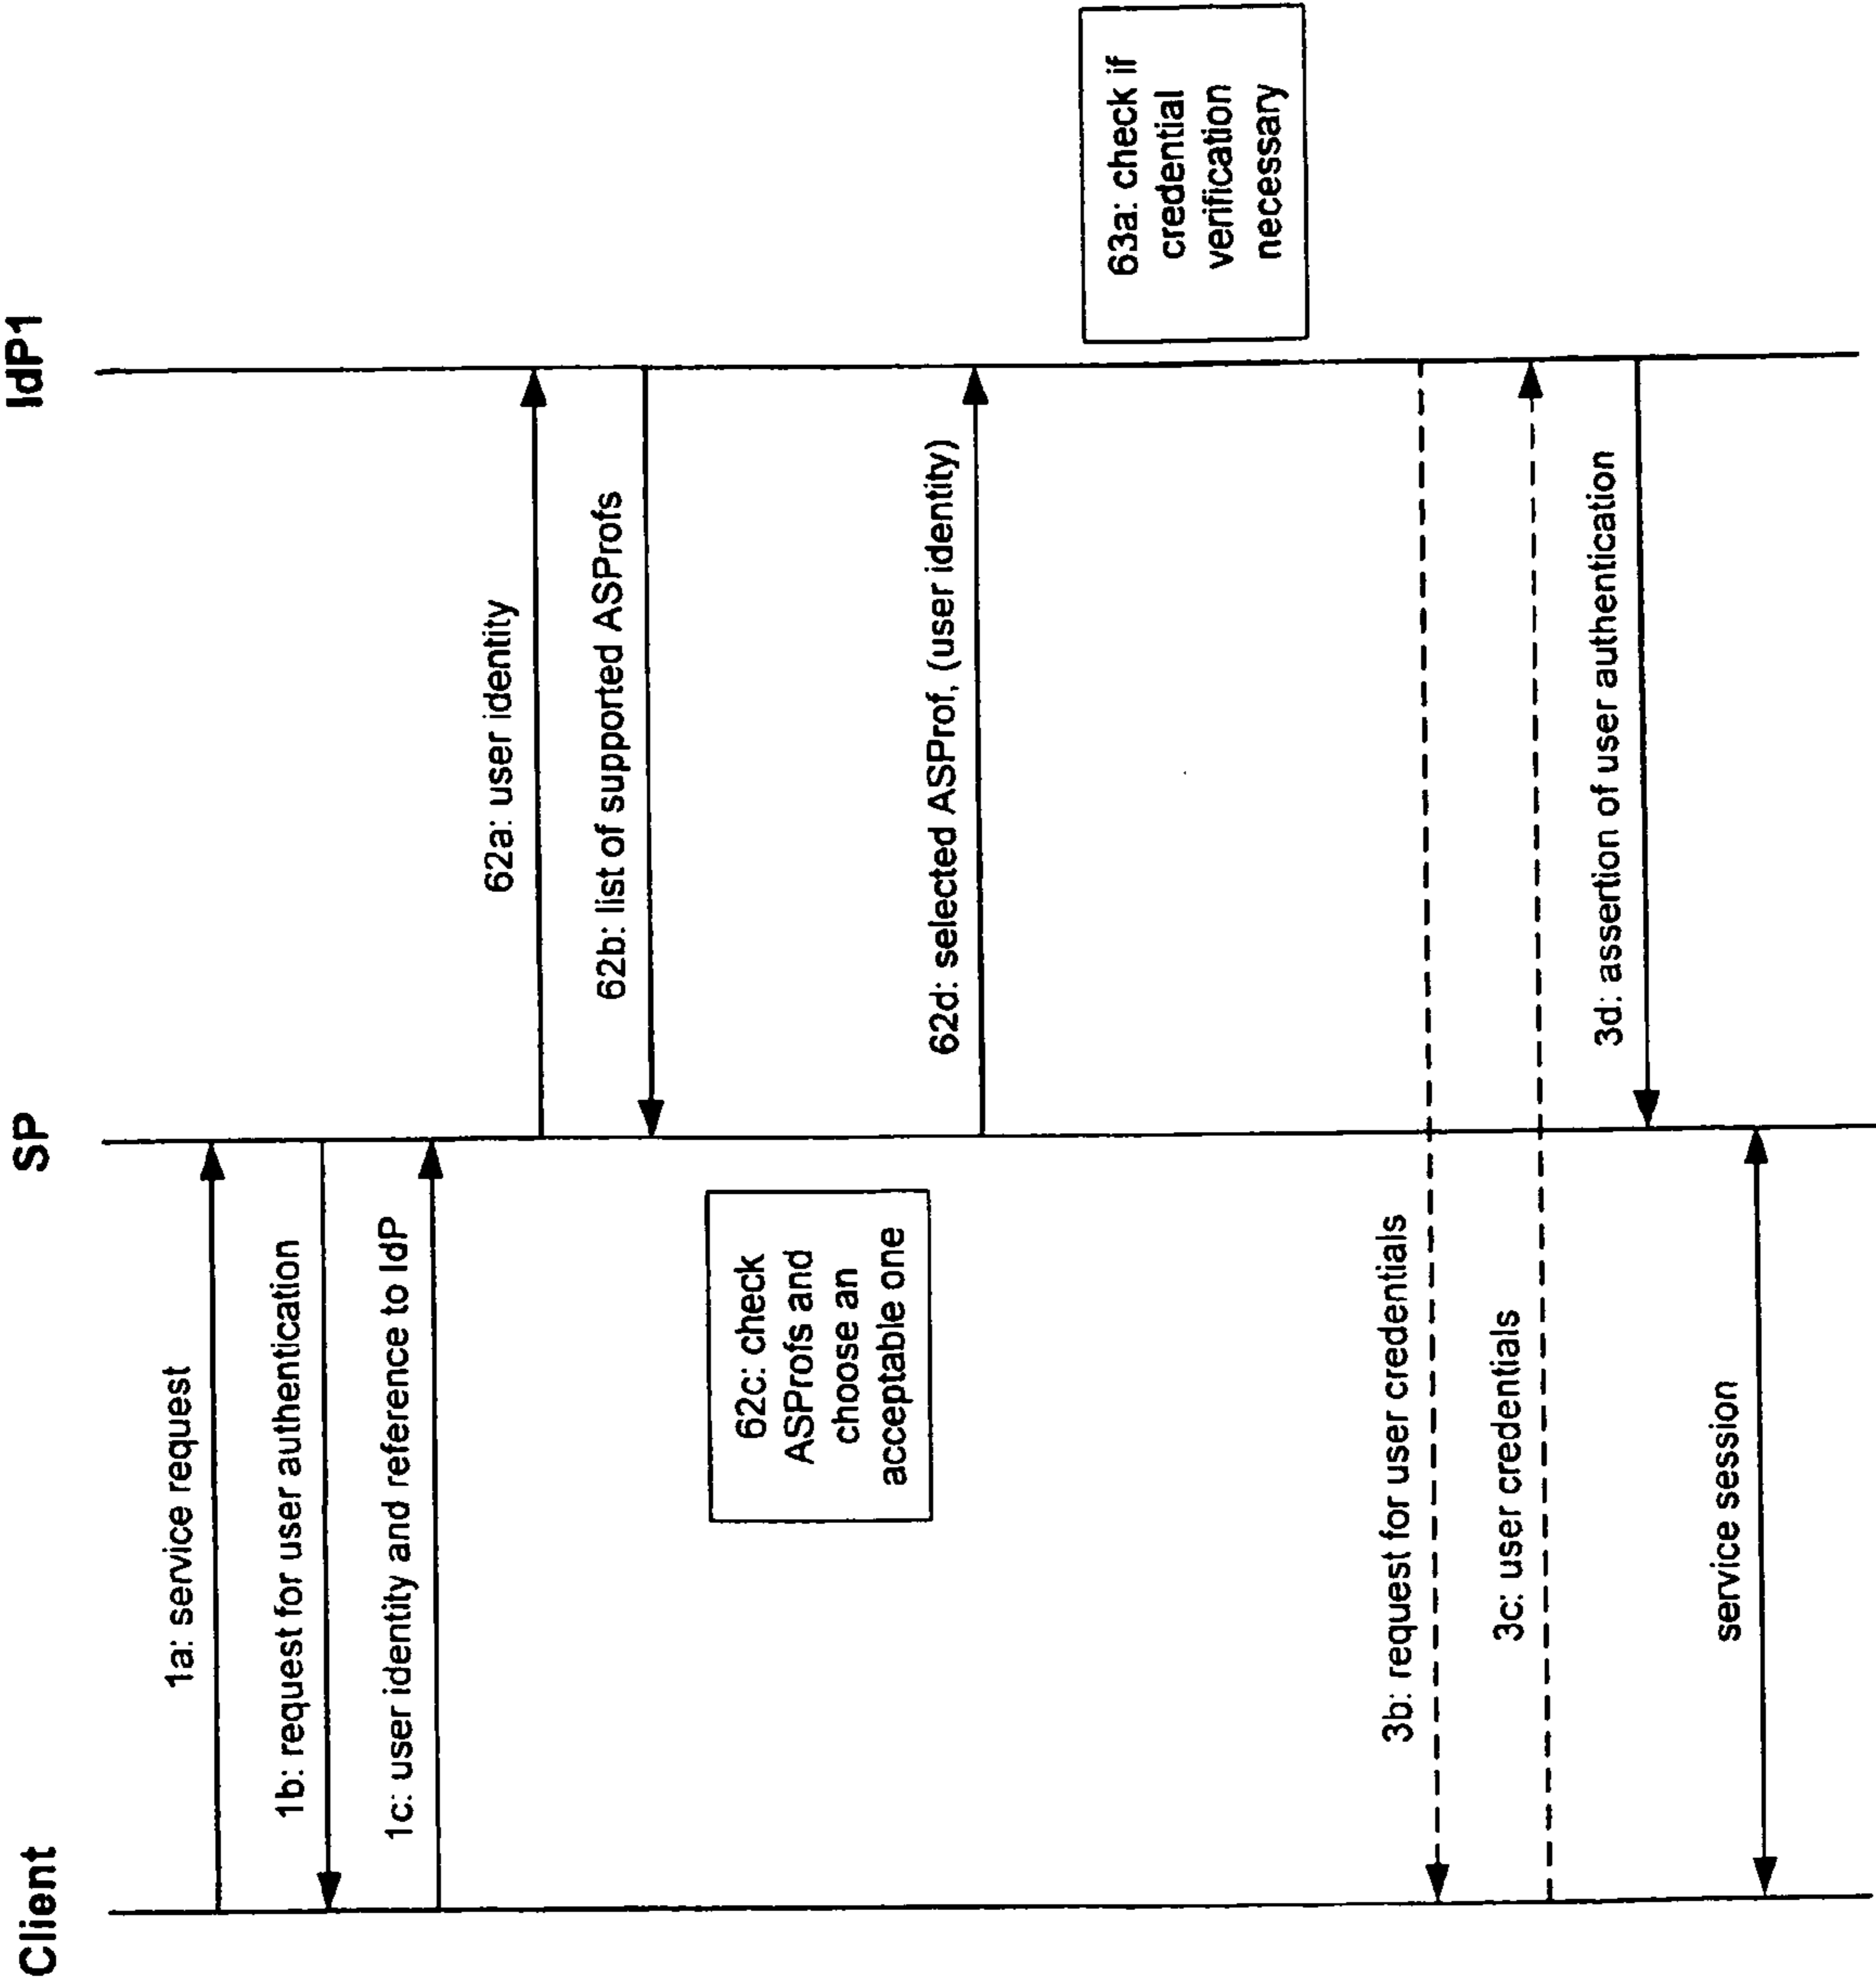 Client
SP
IdP1
1a: service request
1b: request for user authentication
1c: user identity and reference to IdP
62a: user identity
62b: list of supported ASProfs
62c: check
ASProfs and
choose an
acceptable one
62d: selected ASProf, (user identity)
63a: check if
credential
verification
necessary
3b: request for user credentials
3c: user credentials
3d: assertion of user authentication
service session